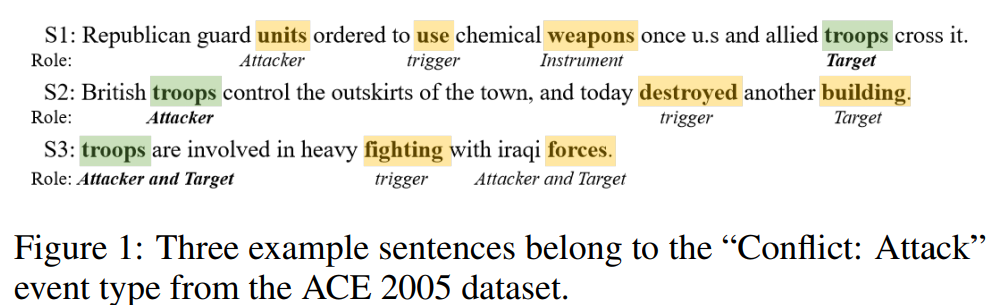 S1: Republican guard units ordered to use chemical weapons once u.s and allied troops cross it.
Role: Attacker trigger Instrument Target
S2: British troops control the outskirts of the town, and today destroyed another building.
Role: Attacker trigger Target
S3: troops are involved in heavy fighting with iraqi forces.
Role: Attacker and Target trigger Attacker and Target
Figure 1: Three example sentences belong to the “Conflict: Attack”
event type from the ACE 2005 dataset.